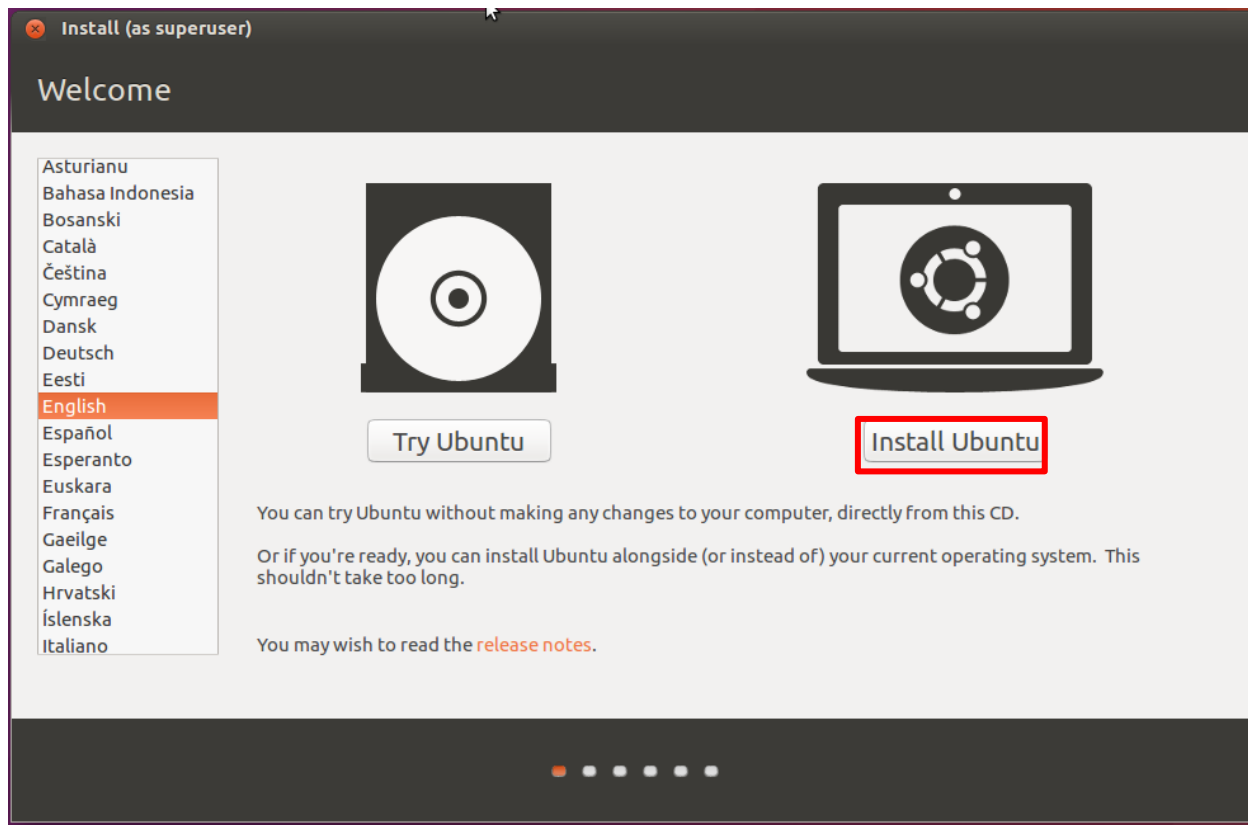 Install (as superuser)
Welcome
Asturianu
Bahasa Indonesia
Bosanski
Català
Čeština
Cymraeg
Dansk
Deutsch
Eesti
English
Español
Esperanto
Euskara
Français
Gaeilge
Galego
Hrvatski
Íslenska
Italiano
Try Ubuntu
Install Ubuntu
You can try Ubuntu without making any changes to your computer, directly from this CD.
Or if you're ready, you can install Ubuntu alongside (or instead of) your current operating system. This
shouldn't take too long.
You may wish to read the release notes.